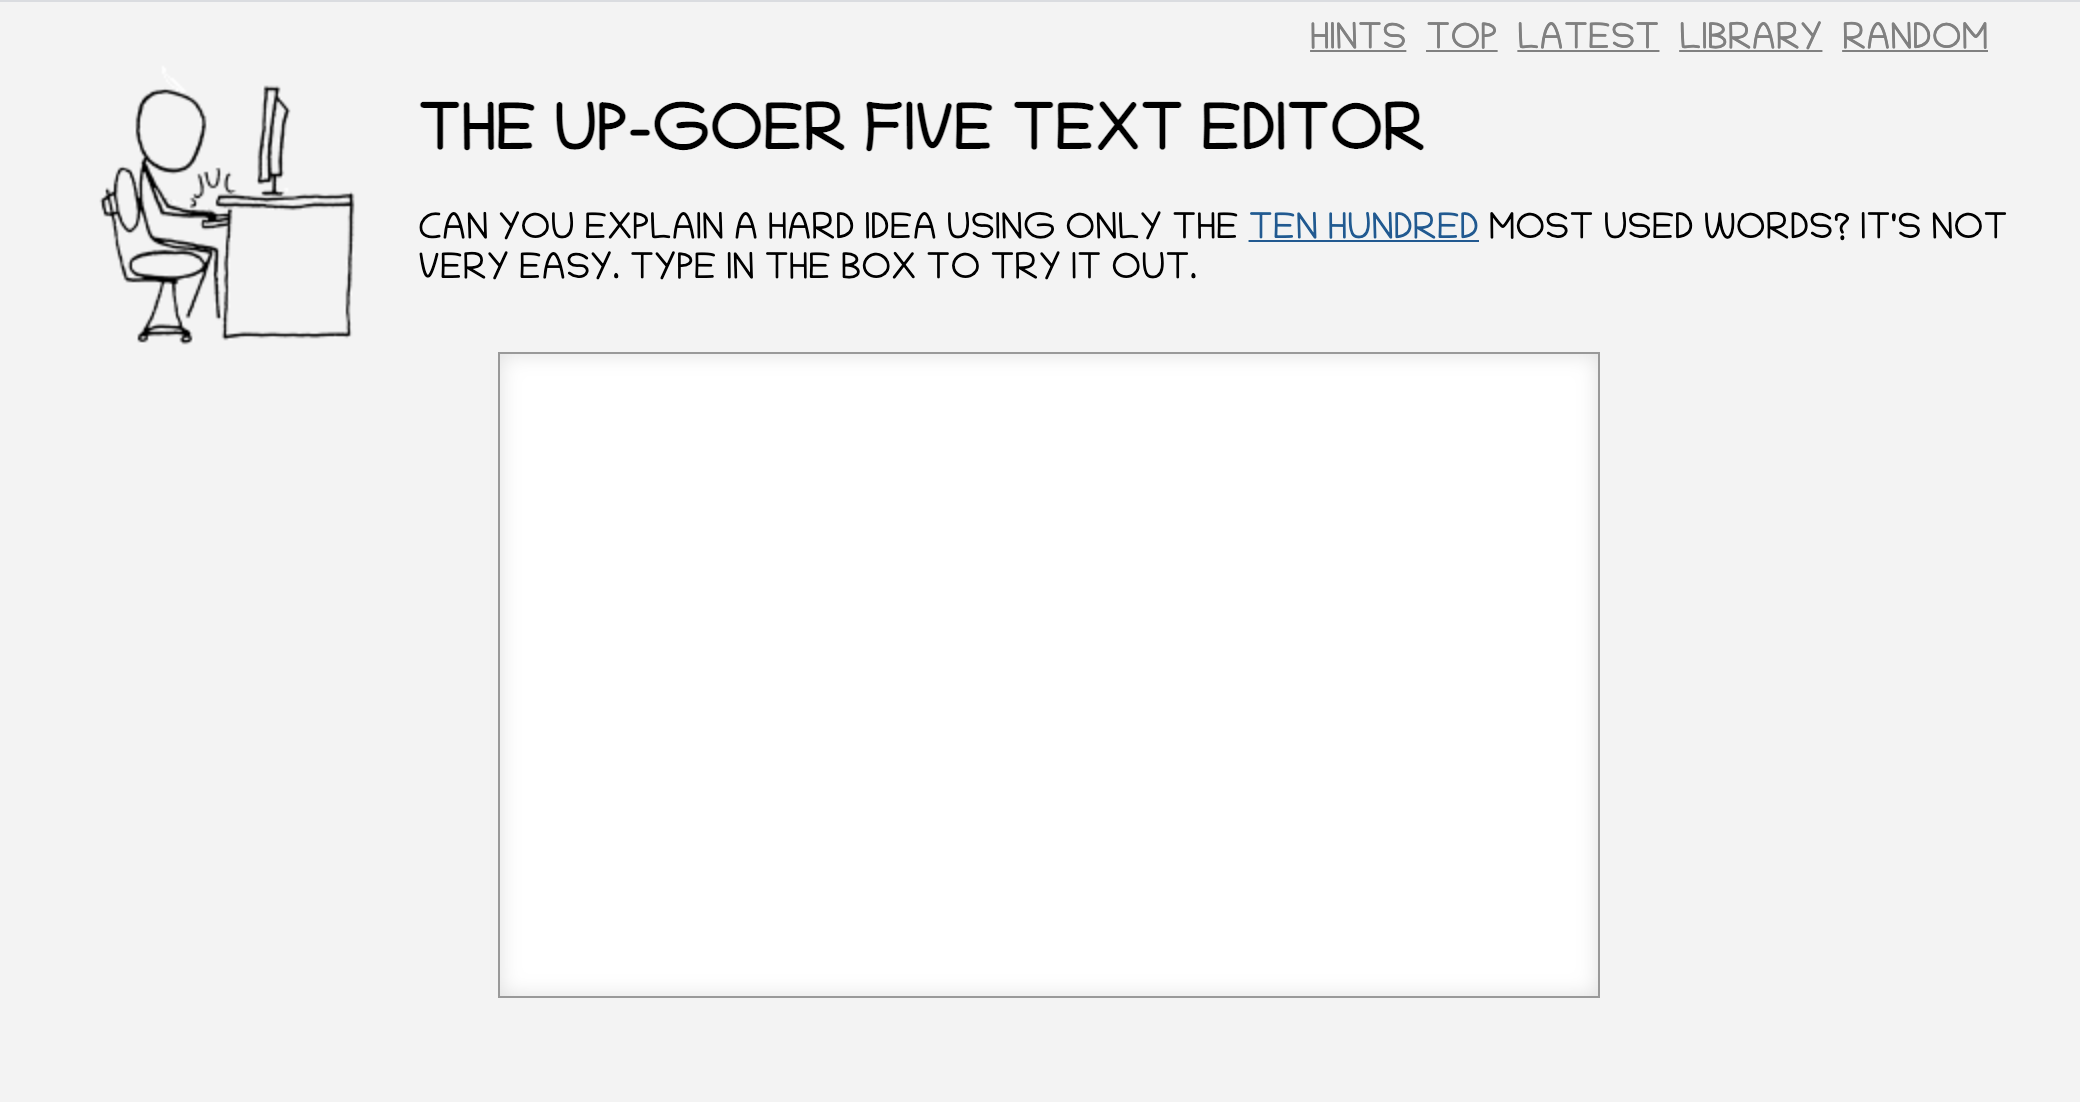 HINTS TOP LATEST LIBRARY RANDOM
THE UP-GOER FIVE TEXT EDITOR
CAN YOU EXPLAIN A HARD IDEA USING ONLY THE TEN HUNDRED MOST USED WORDS? IT'S NOT
VERY EASY. TYPE IN THE BOX TO TRY IT OUT.